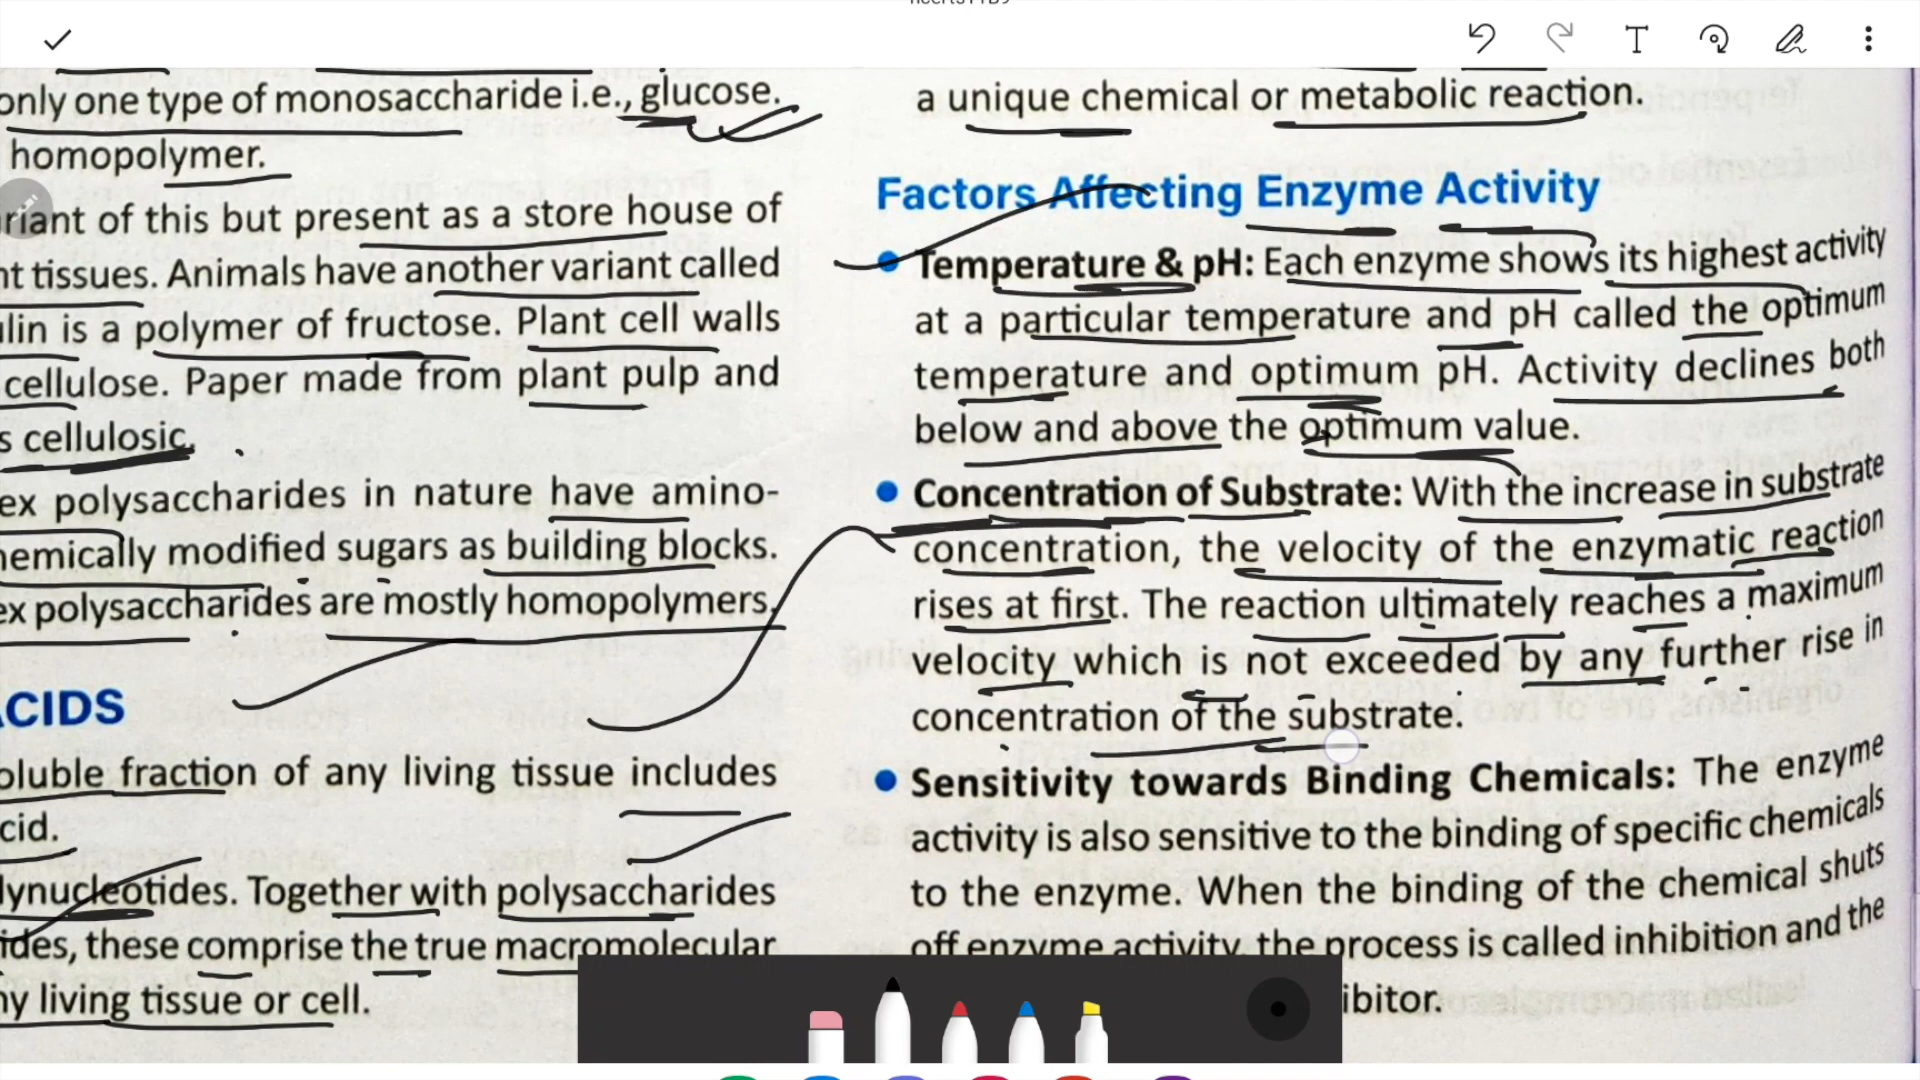 only one type of monosaccharide i.e., glucose.
homopolymer.
riant of this but present as a store house of
nt tissues. Animals have another variant called
ulin is a polymer of fructose. Plant cell walls
cellulose. Paper made from plant pulp and
s cellulosic.
ex polysaccharides in nature have amino-
hemically modified sugars as building blocks.
ex polysaccharides are mostly homopolymers.
ACIDS
oluble fraction of any living tissue includes
cid.
lynucleotides. Together with polysaccharides
ides, these comprise the true macromolecular
ny living tissue or cell.
a unique chemical or metabolic reaction.
Factors Affecting Enzyme Activity
Temperature & pH: Each enzyme shows its highest activity
at a particular temperature and pH called the optimum
temperature and optimum pH. Activity declines both
below and above the optimum value.
Concentration of Substrate: With the increase in substrate
concentration, the velocity of the enzymatic reaction
rises at first. The reaction ultimately reaches a maximum
velocity which is not exceeded by any further rise in
concentration of the substrate.
Sensitivity towards Binding Chemicals: The enzyme
activity is also sensitive to the binding of specific chemicals
to the enzyme. When the binding of the chemical shuts
off enzyme activity, the process is called inhibition and the
ibitor.